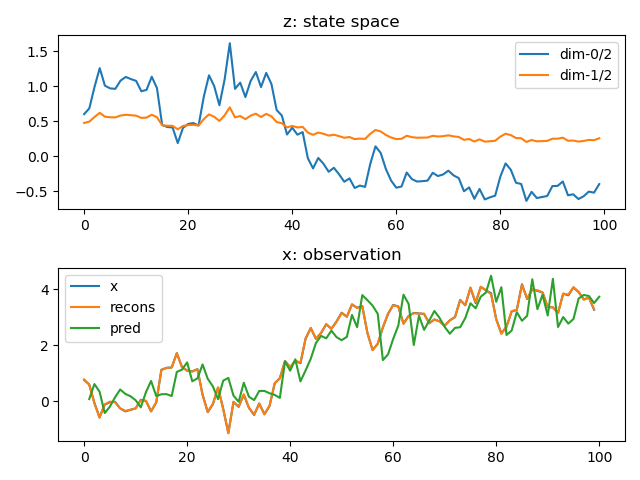 z: state space
1.5
1.0
0.5
0.0
−0.5
dim-0/2
dim-1/2
0 20 40 60 80 100
x: observation
4
2
0
x
recons
pred
0 20 40 60 80 100